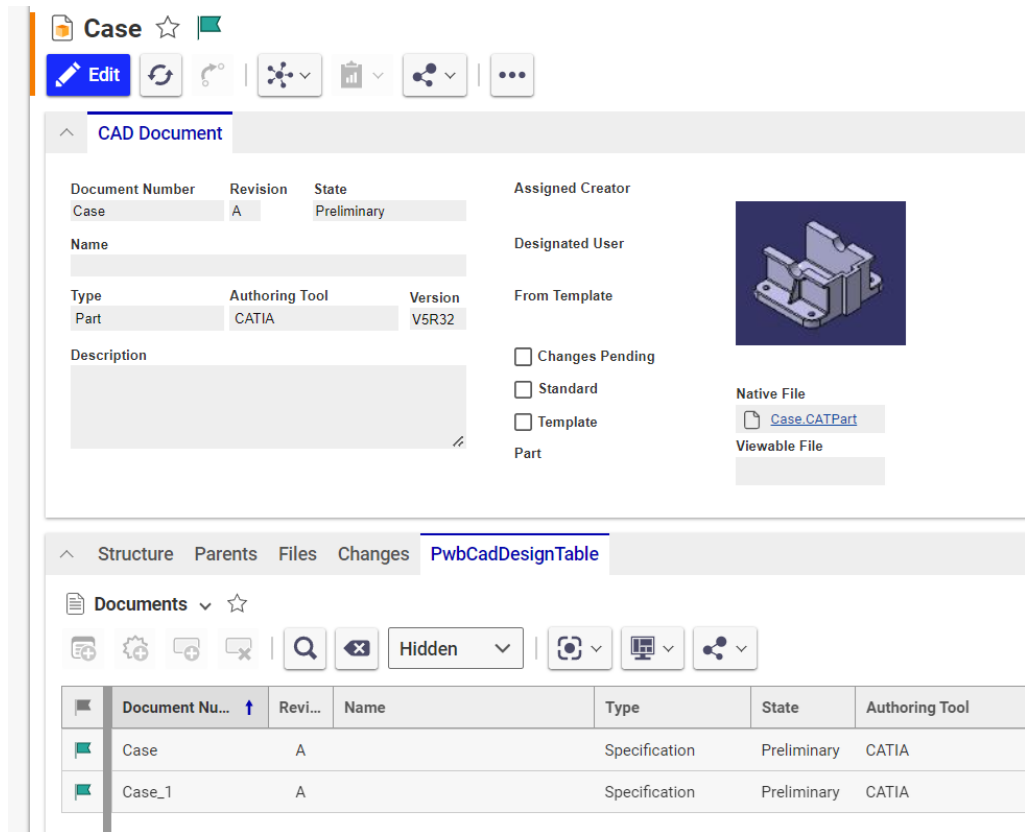 Case
Edit
CAD Document
Document Number Revision State
Case A Preliminary
Name
Type Authoring Tool Version
Part CATIA V5R32
Description
Assigned Creator
Designated User
From Template
Changes Pending
Standard
Template
Part
Native File
Case.CATPart
Viewable File
Structure Parents Files Changes PwbCadDesignTable
Documents
Hidden
Document Nu... Revi... Name Type State Authoring Tool
Case A Specification Preliminary CATIA
Case_1 A Specification Preliminary CATIA